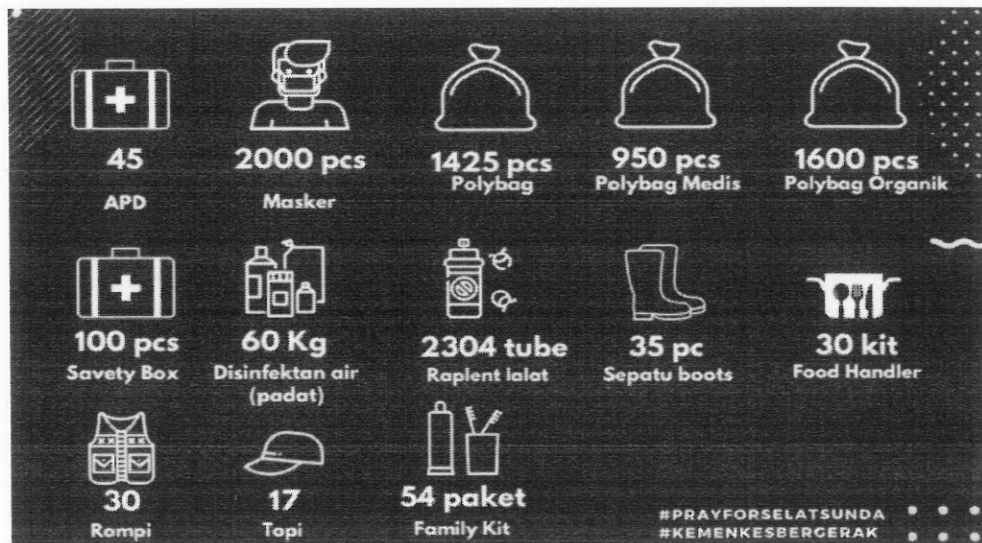 45
APD
2000 pcs
Masker
1425 pcs
Polybag
950 pcs
Polybag Medis
1600 pcs
Polybag Organik
100 pcs
Savety Box
60 Kg
Disinfektan air
(padat)
2304 tube
Raplent lalat
35 pc
Sepatu boots
30 kit
Food Handler
30
Rompi
17
Topi
54 paket
Family Kit
#PRAYFORSELATSUNDA
#KEMENKESBERGERAK